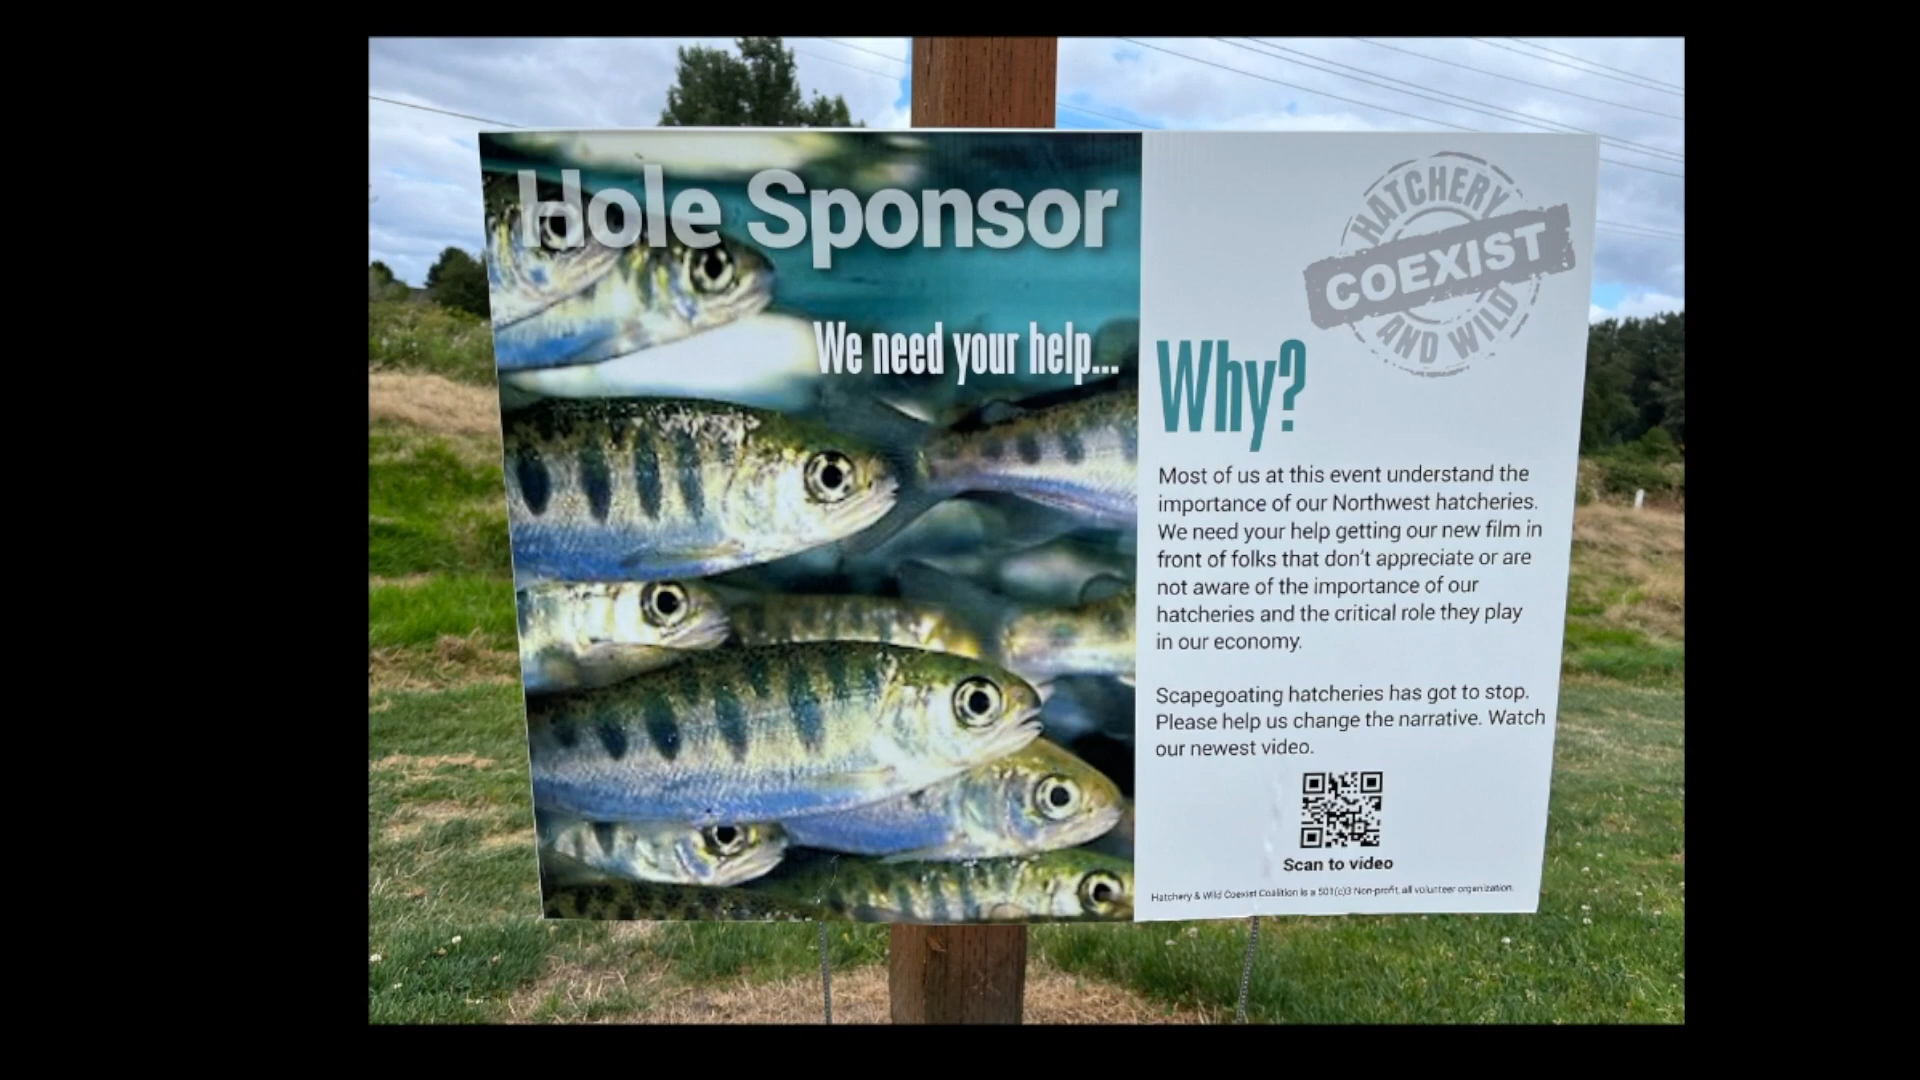 Hole Sponsor
We need your help...
HATCHERY
COEXIST
AND WILD
Why?
Most of us at this event understand the
importance of our Northwest hatcheries.
We need your help getting our new film in
front of folks that don't appreciate or are
not aware of the importance of our
hatcheries and the critical role they play
in our economy.
Scapegoating hatcheries has got to stop.
Please help us change the narrative. Watch
our newest video.
Scan to video
Hatchery & Wild Coexist Coalition is a 501(c)3 Non-profit, all volunteer organization.